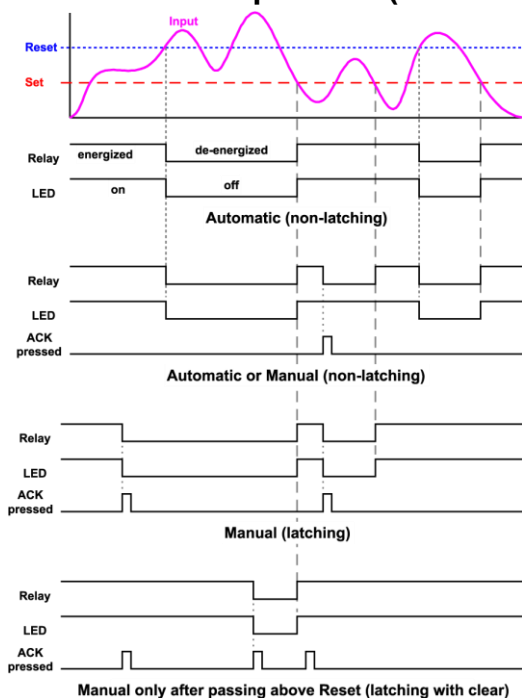 Input
Reset
Set
Relay energized de-energized
LED on off
Automatic (non-latching)
Relay
LED
ACK
pressed
Automatic or Manual (non-latching)
Relay
LED
ACK
pressed
Manual (latching)
Relay
LED
ACK
pressed
Manual only after passing above Reset (latching with clear)